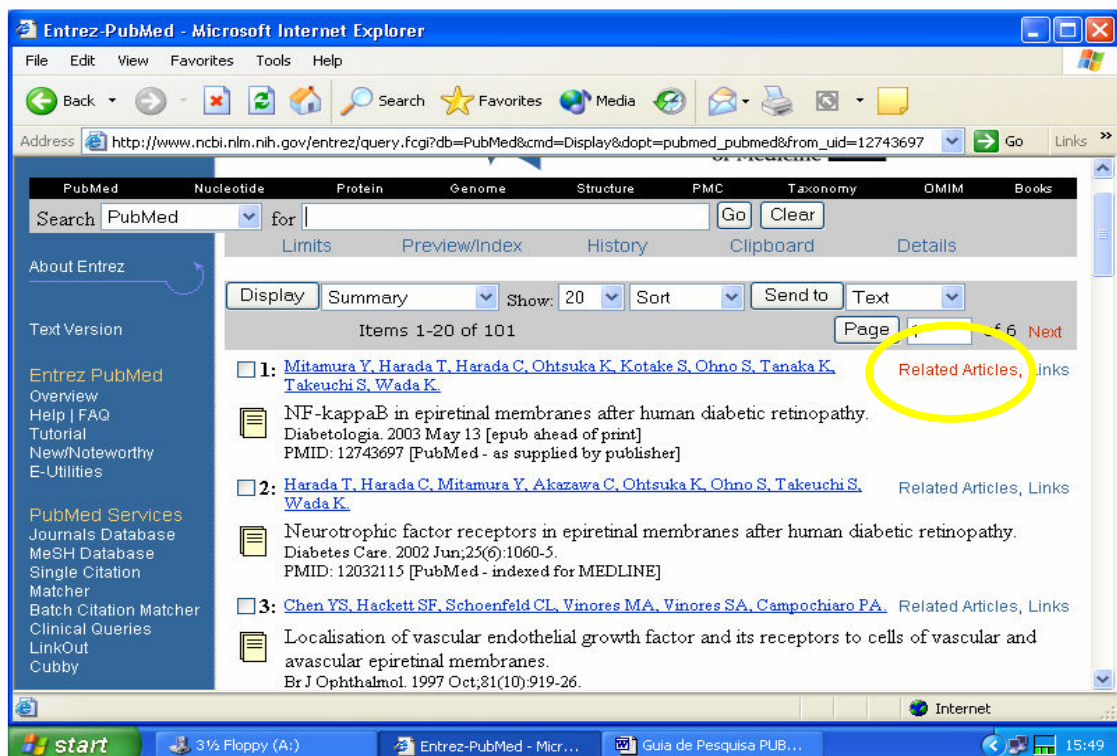 Entrez-PubMed - Microsoft Internet Explorer
File Edit View Favorites Tools Help
Back Search Favorites Media
Address http://www.ncbi.nlm.nih.gov/entrez/query.fcgi?db=PubMed&cmd=Display&dopt=pubmed_pubmed&from_uid=12743697 Go Links »
of Medicine
PubMed Nucleotide Protein Genome Structure PMC Taxonomy OMIM Books
Search PubMed for Go Clear
Limits Preview/Index History Clipboard Details
About Entrez
Text Version
Entrez PubMed
Overview
Help | FAQ
Tutorial
New/Noteworthy
E-Utilities
PubMed Services
Journals Database
MeSH Database
Single Citation
Matcher
Batch Citation Matcher
Clinical Queries
LinkOut
Cubby
Display Summary Show: 20 Sort Send to Text
Items 1-20 of 101 Page 1 of 6 Next
1: Mitamura Y, Harada T, Harada C, Ohtsuka K, Kotake S, Ohno S, Tanaka K, Related Articles, Links
Takeuchi S, Wada K.
NF-kappaB in epiretinal membranes after human diabetic retinopathy.
Diabetologia. 2003 May 13 [epub ahead of print]
PMID: 12743697 [PubMed - as supplied by publisher]
2: Harada T, Harada C, Mitamura Y, Akazawa C, Ohtsuka K, Ohno S, Takeuchi S, Related Articles, Links
Wada K.
Neurotrophic factor receptors in epiretinal membranes after human diabetic retinopathy.
Diabetes Care. 2002 Jun;25(6):1060-5.
PMID: 12032115 [PubMed - indexed for MEDLINE]
3: Chen YS, Hackett SF, Schoenfeld CL, Vinores MA, Vinores SA, Campochiaro PA. Related Articles, Links
Localisation of vascular endothelial growth factor and its receptors to cells of vascular and
avascular epiretinal membranes.
Br J Ophthalmol. 1997 Oct;81(10):919-26.
Internet
start 3½ Floppy (A:) Entrez-PubMed - Micr... Guia de Pesquisa PUB... 15:49